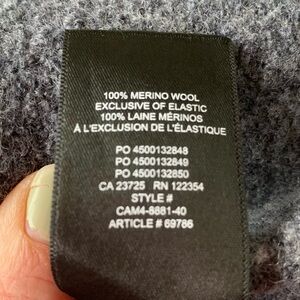 100% MERINO WOOL
EXCLUSIVE OF ELASTIC
100% LAINE MÉRINOS
À L'EXCLUSION DE L'ÉLASTIQUE
PO 4500132848
PO 4500132849
PO 4500132850
CA 23725 RN 122354
STYLE #
CAM4-8881-40
ARTICLE # 69786